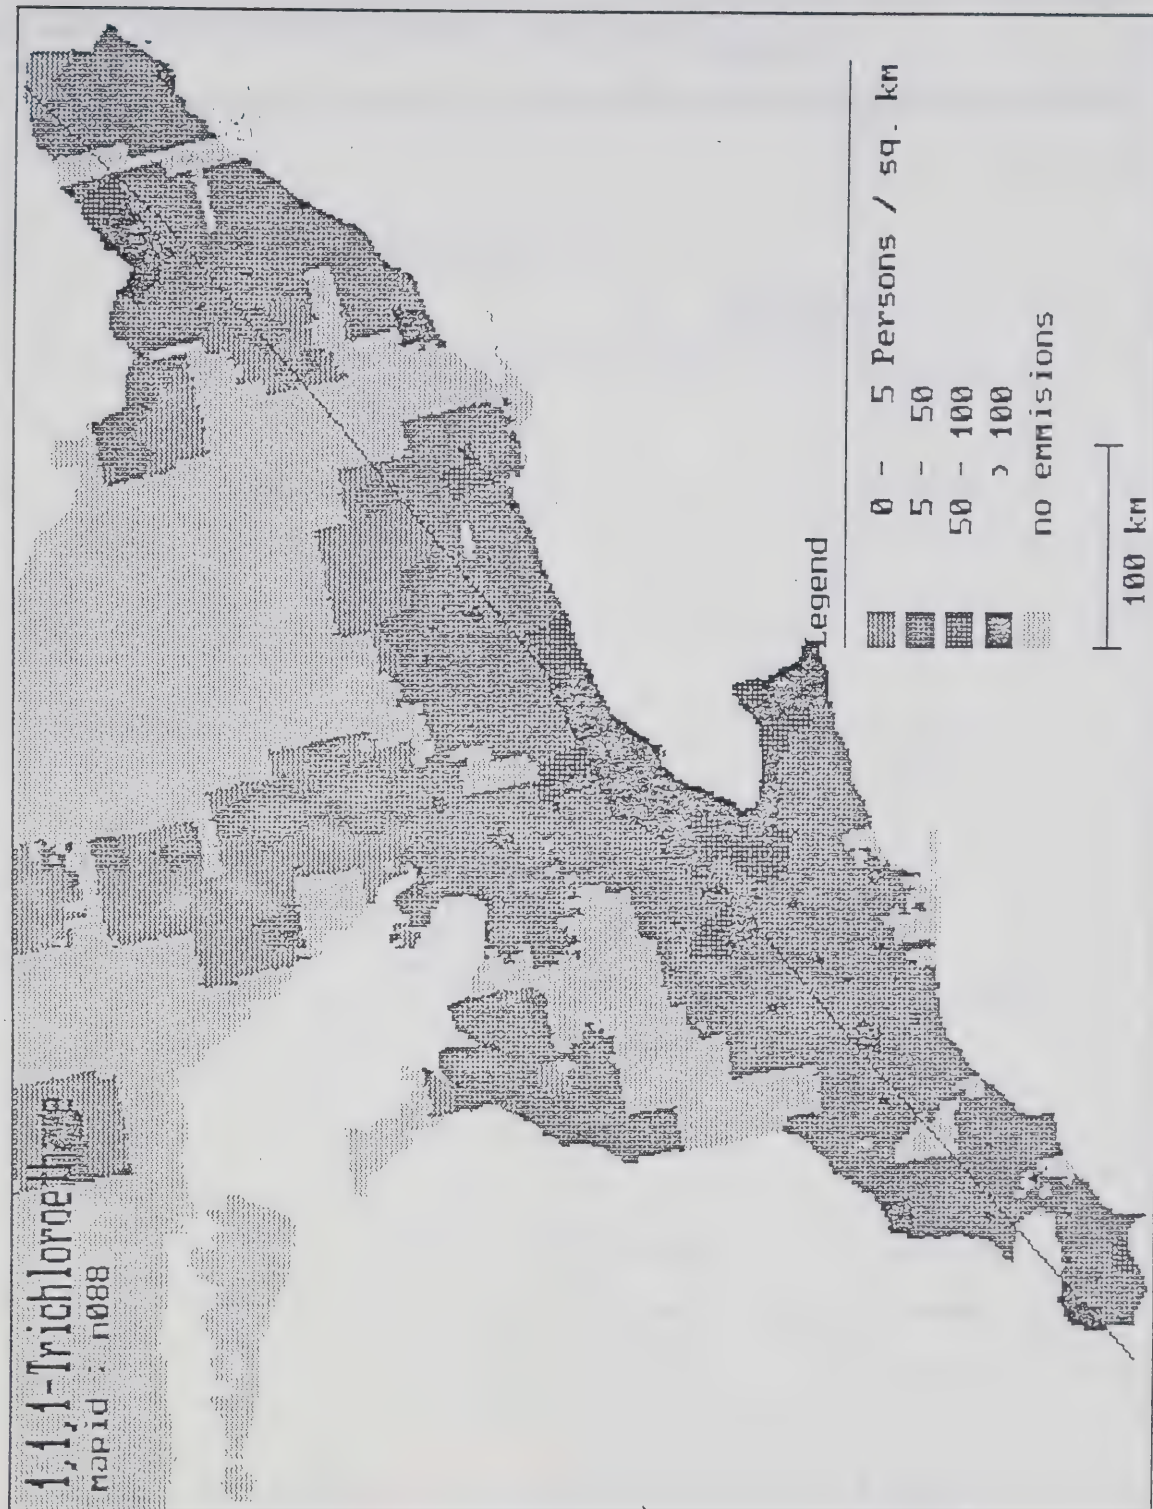 1,1,1-Trichloroethane
mapid : n088
Legend
0 - 5 Persons / sq. km
5 - 50
50 - 100
> 100
no emmisions
100 km